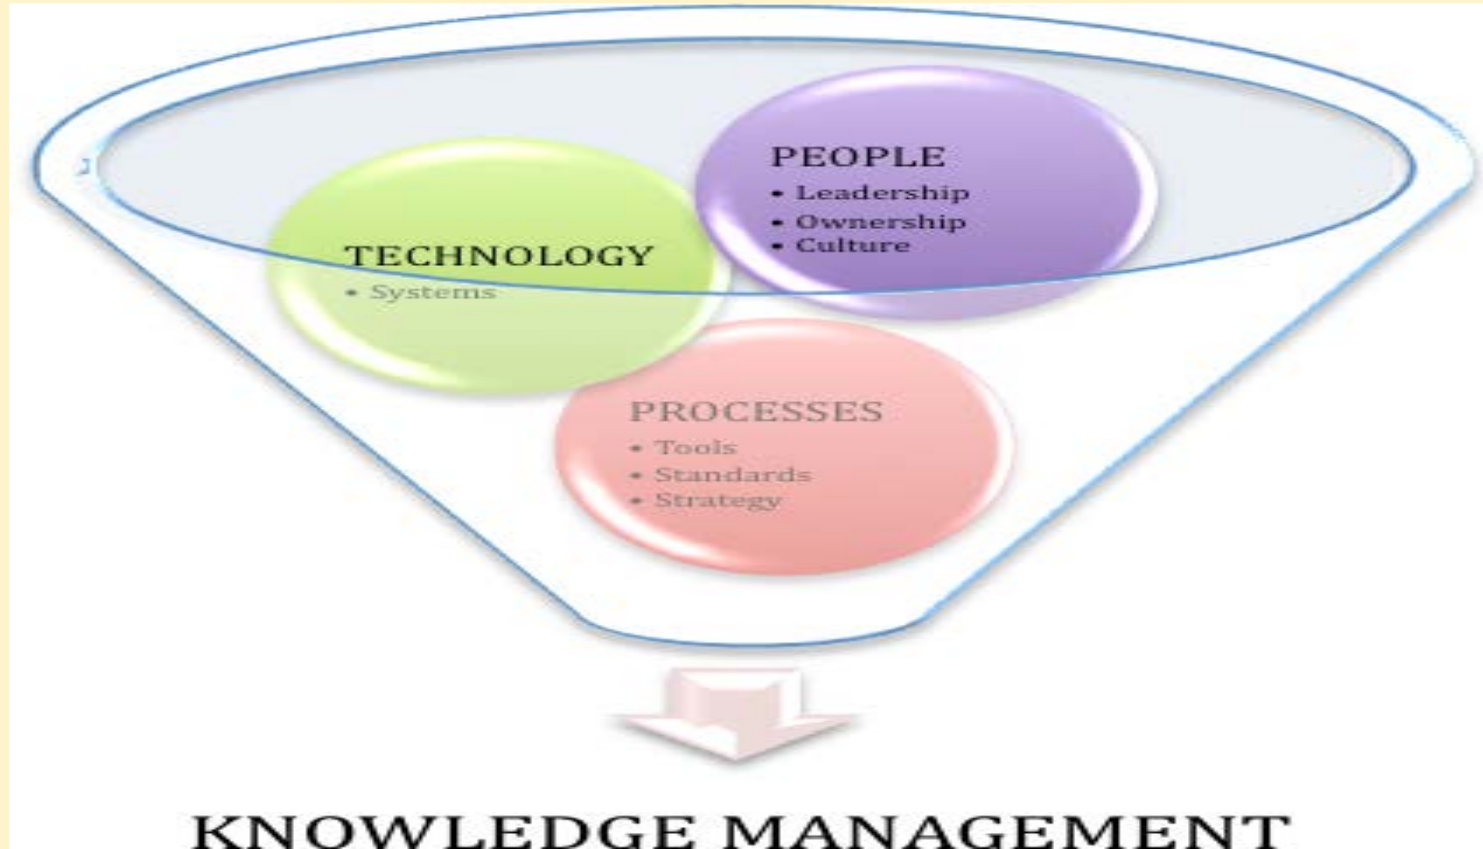 PEOPLE
• Leadership
• Ownership
• Culture
TECHNOLOGY
• Systems
PROCESSES
• Tools
• Standards
• Strategy
KNOWLEDGE MANAGEMENT